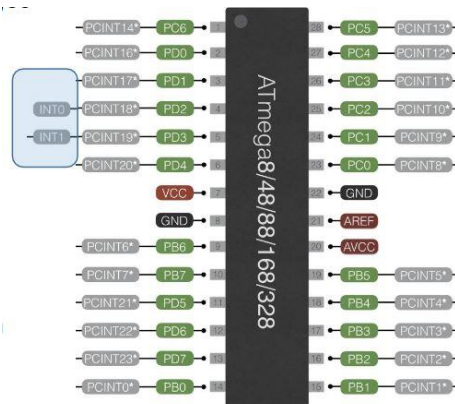 PCINT14* PC6 1 28 PC5 PCINT13*
PCINT16* PD0 2 27 PC4 PCINT12*
PCINT17* PD1 3 26 PC3 PCINT11*
INT0 PCINT18* PD2 4 25 PC2 PCINT10*
INT1 PCINT19* PD3 5 24 PC1 PCINT9*
PCINT20* PD4 6 23 PC0 PCINT8*
VCC 7 22 GND
GND 8 21 AREF
PCINT6* PB6 9 20 AVCC
PCINT7* PB7 10 19 PB5 PCINT5*
PCINT21* PD5 11 18 PB4 PCINT4*
PCINT22* PD6 12 17 PB3 PCINT3*
PCINT23* PD7 13 16 PB2 PCINT2*
PCINT0* PB0 14 15 PB1 PCINT1*
ATmega8/48/88/168/328